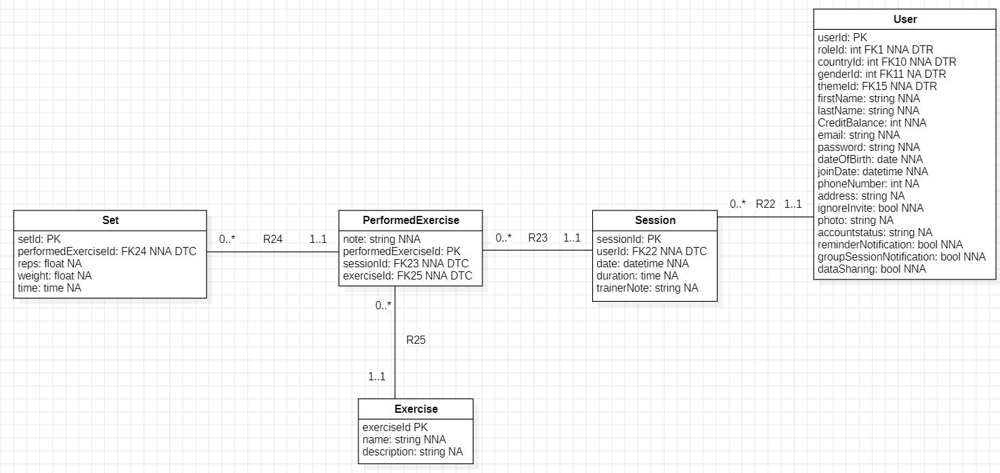 User
userId: PK
roleId: int FK1 NNA DTR
countryId: int FK10 NNA DTR
genderId: int FK11 NA DTR
themeId: FK15 NNA DTR
firstName: string NNA
lastName: string NNA
CreditBalance: int NNA
email: string NNA
password: string NNA
dateOfBirth: date NNA
joinDate: datetime NNA
phoneNumber: int NA
address: string NA
ignoreInvite: bool NNA
photo: string NA
accountstatus: string NA
reminderNotification: bool NNA
groupSessionNotification: bool NNA
dataSharing: bool NNA
0..* R22 1..1
Set
setId: PK
performedExerciseId: FK24 NNA DTC
reps: float NA
weight: float NA
time: time NA
0..* R24 1..1
PerformedExercise
note: string NNA
performedExerciseId: PK
sessionId: FK23 NNA DTC
exerciseId: FK25 NNA DTC
0..* R23 1..1
Session
sessionId: PK
userId: FK22 NNA DTC
date: datetime NNA
duration: time NA
trainerNote: string NA
0..*
R25
1..1
Exercise
exerciseId PK
name: string NNA
description: string NA